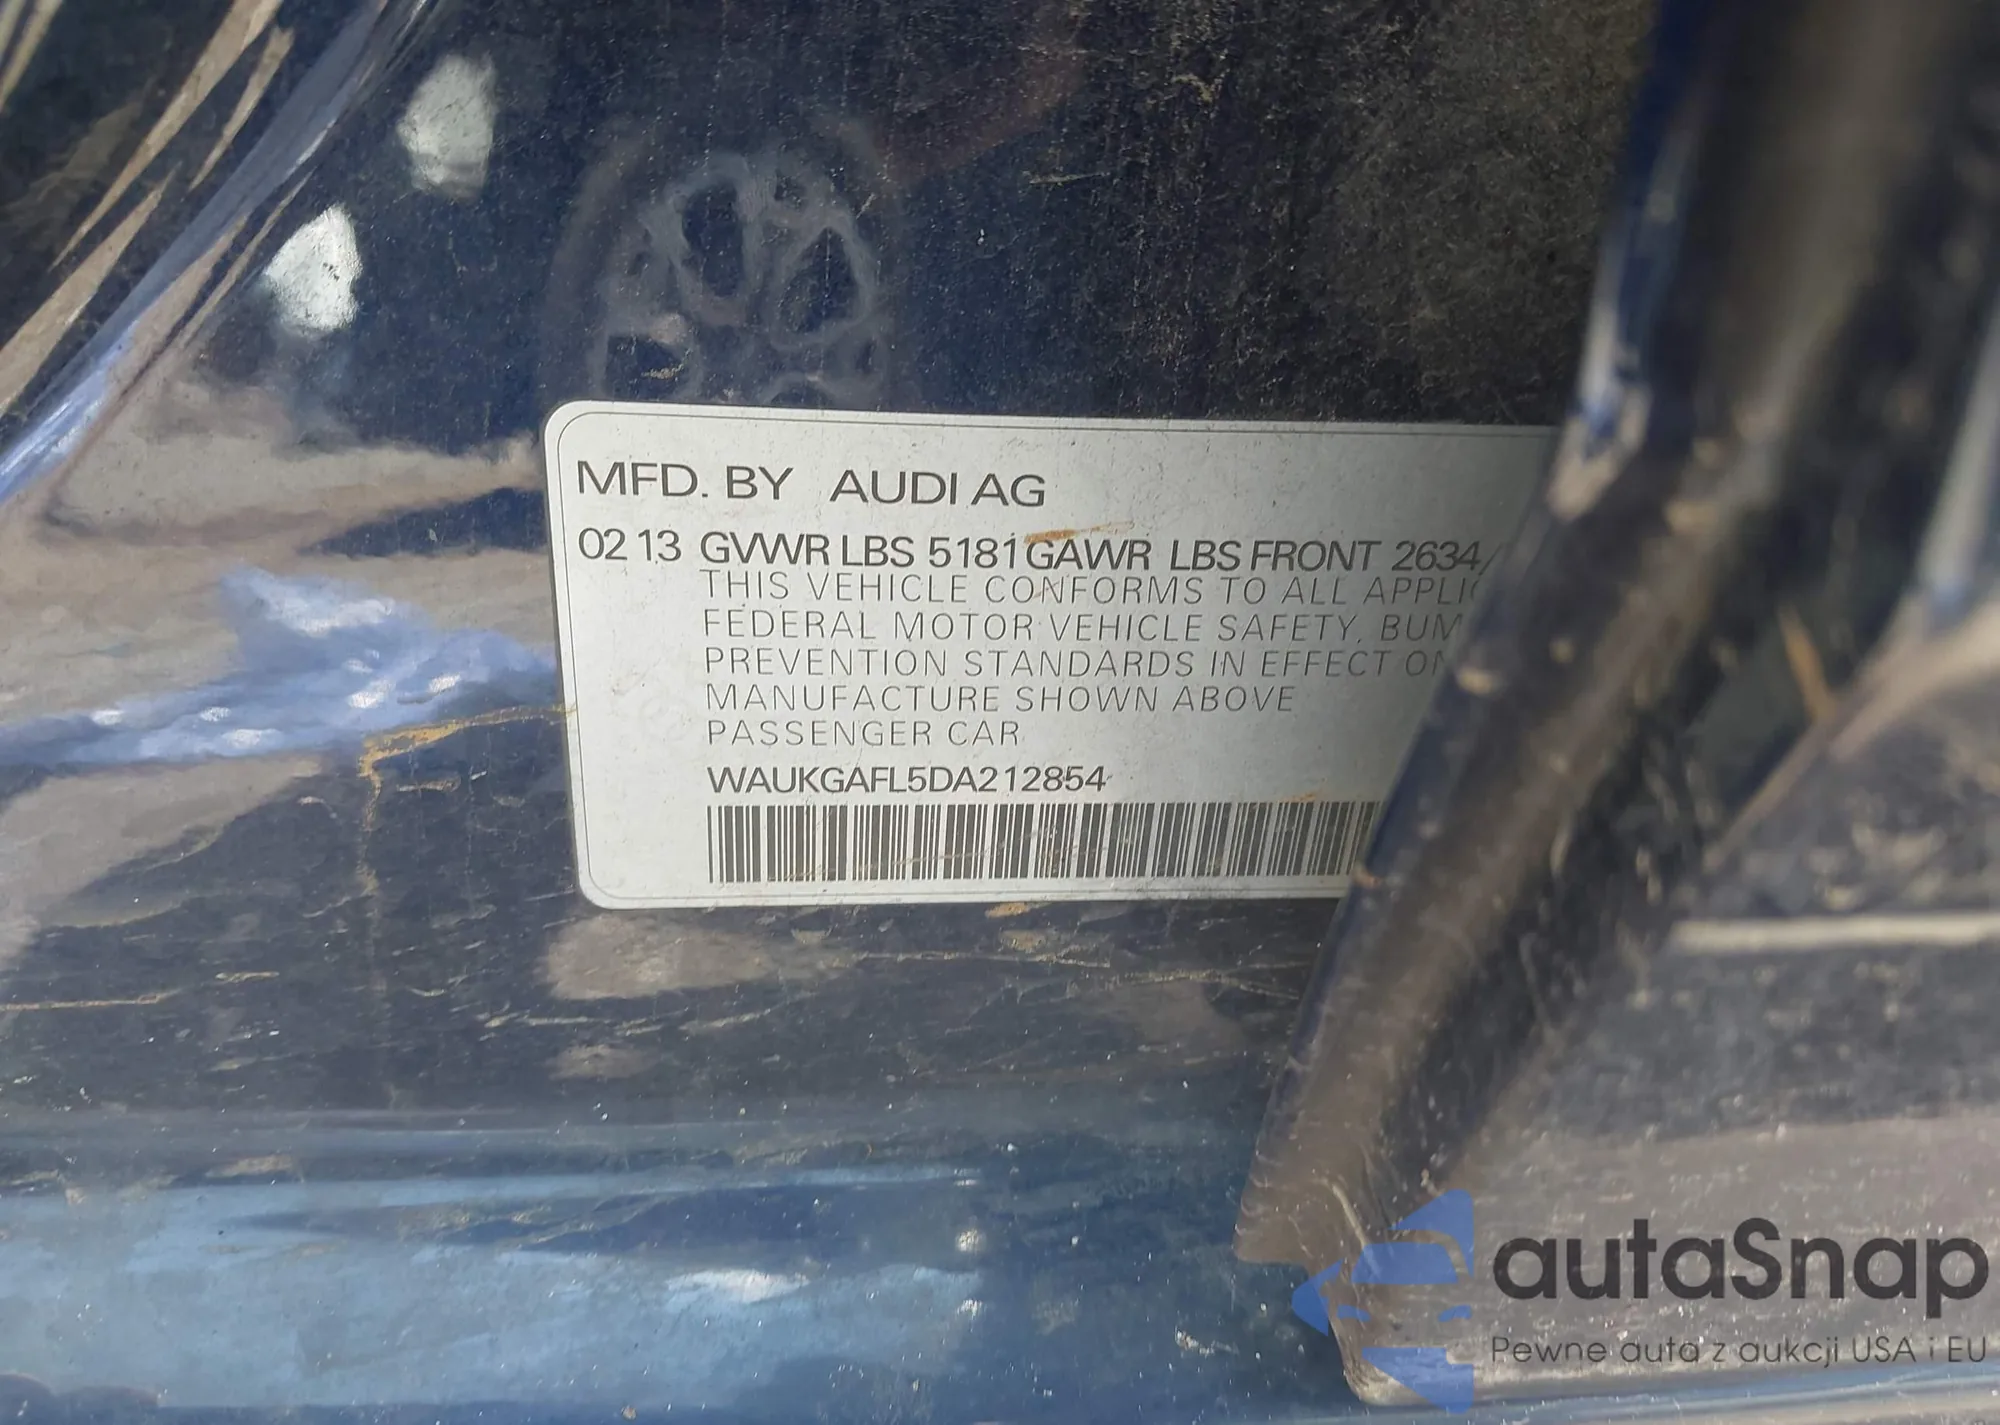 MFD. BY AUDI AG
02 13 GVWR LBS 5181 GAWR LBS FRONT 2634
THIS VEHICLE CONFORMS TO ALL
FEDERAL MOTOR VEHICLE SAFETY,
PREVENTION STANDARDS IN EFFECT
MANUFACTURE SHOWN ABOVE
PASSENGER CAR
WAUKGAFL5DA212854
autaSnap
Pewne auta z aukcji USA i EU